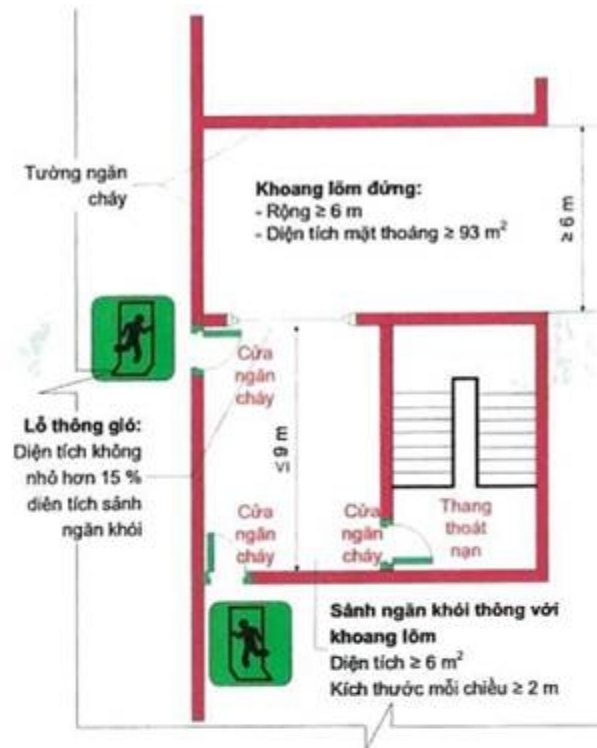 Tường ngăn
cháy
Khoang lõm đứng:
- Rộng ≥ 6 m
- Diện tích mặt thoáng ≥ 93 m²
≥ 6 m
Cửa
ngăn
cháy
Lỗ thông gió:
Diện tích không
nhỏ hơn 15 %
diện tích sảnh
ngăn khói
≤ 9 m
Cửa
ngăn
cháy
Cửa
ngăn
cháy
Thang
thoát
nạn
Sảnh ngăn khói thông với
khoang lõm
Diện tích ≥ 6 m²
Kích thước mỗi chiều ≥ 2 m